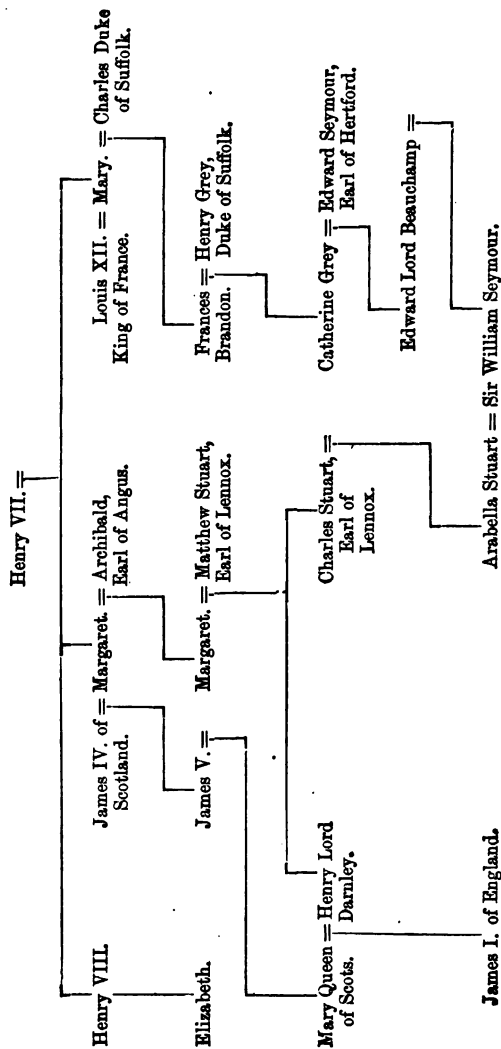 Henry VII. =
Henry VIII.
James IV. of = Margaret. = Archibald,
Scotland.
Earl of Angus.
Louis XII. = Mary. = Charles Duke
King of France.
of Suffolk.
Elizabeth.
James V. =
Margaret. = Matthew Stuart,
Earl of Lennox.
Frances = Henry Grey,
Brandon.
Duke of Suffolk.
Mary Queen = Henry Lord
of Scots.
Darnley.
Charles Stuart, =
Earl of
Lennox.
Catherine Grey = Edward Seymour,
Earl of Hertford.
Edward Lord Beauchamp =
James I. of England.
Arabella Stuart = Sir William Seymour.